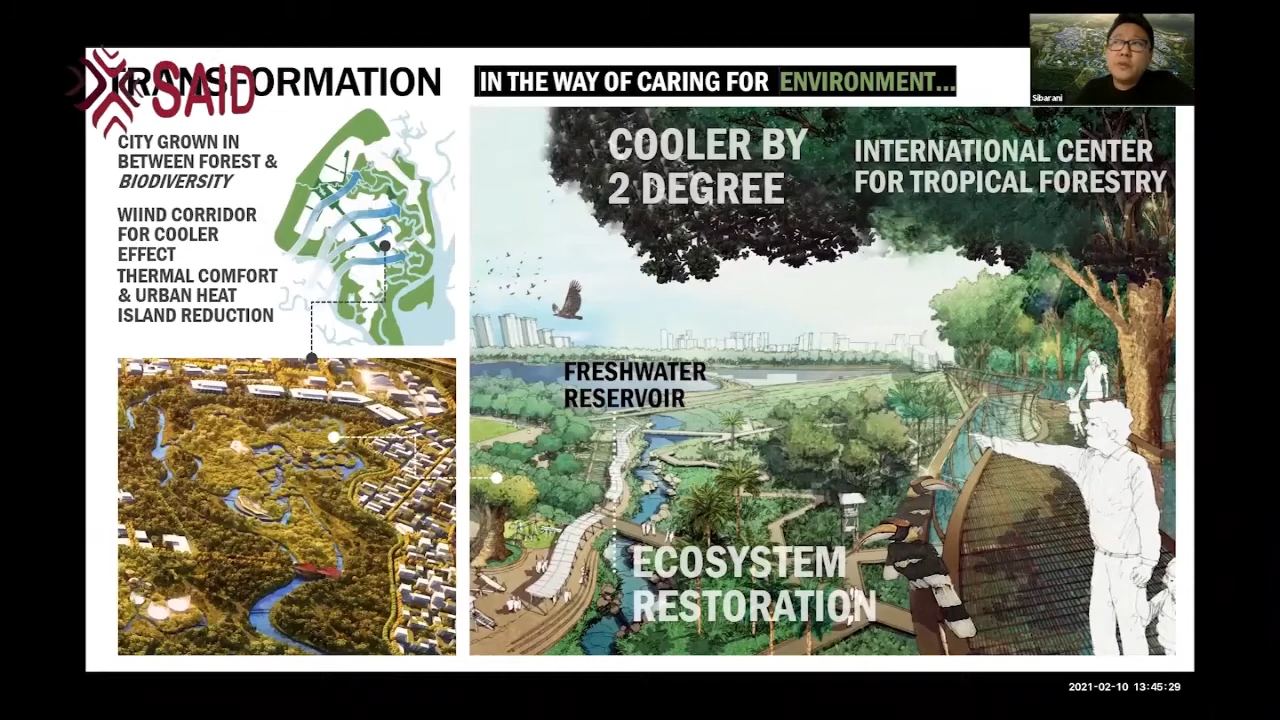 TRANSFORMATION
SAID
IN THE WAY OF CARING FOR ENVIRONMENT...
Sibarani
CITY GROWN IN
BETWEEN FOREST &
BIODIVERSITY
WIIND CORRIDOR
FOR COOLER
EFFECT
THERMAL COMFORT
& URBAN HEAT
ISLAND REDUCTION
COOLER BY
2 DEGREE
INTERNATIONAL CENTER
FOR TROPICAL FORESTRY
FRESHWATER
RESERVOIR
ECOSYSTEM
RESTORATION
2021-02-10 13:45:29